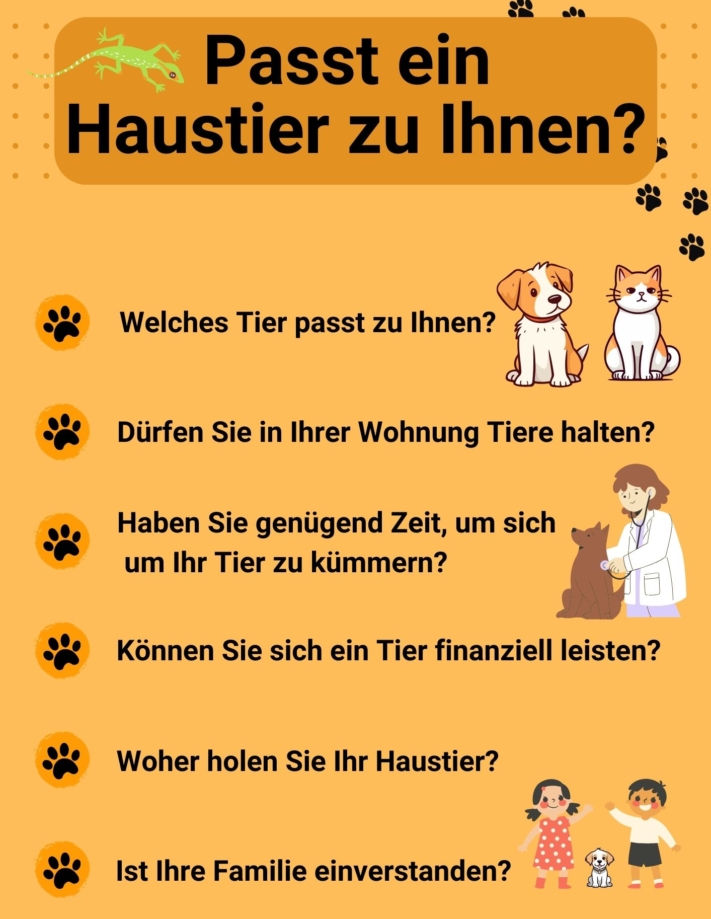 Passt ein
Haustier zu Ihnen?
Welches Tier passt zu Ihnen?
Dürfen Sie in Ihrer Wohnung Tiere halten?
Haben Sie genügend Zeit, um sich
um Ihr Tier zu kümmern?
Können Sie sich ein Tier finanziell leisten?
Woher holen Sie Ihr Haustier?
Ist Ihre Familie einverstanden?